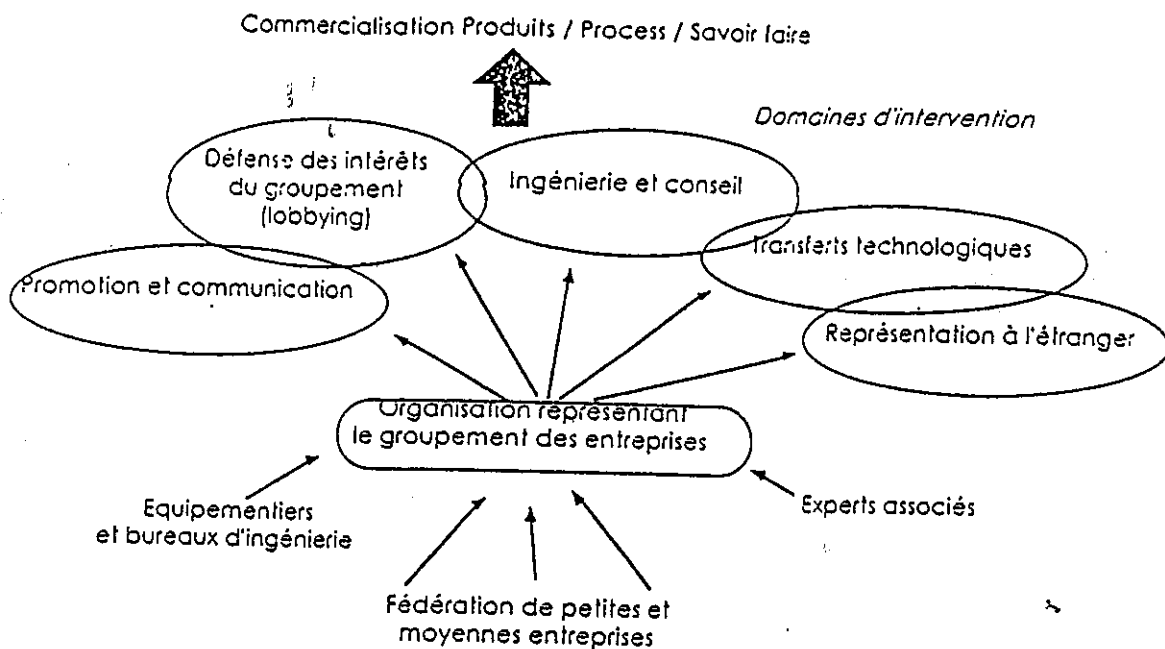 Commercialisation Produits / Process / Savoir faire
Domaines d'intervention
Défense des intérêts
du groupement
(lobbying)
Ingénierie et conseil
Transferts technologiques
Promotion et communication
Représentation à l'étranger
Organisation représentant
le groupement des entreprises
Equipementiers
et bureaux d'ingénierie
Experts associés
Fédération de petites et
moyennes entreprises